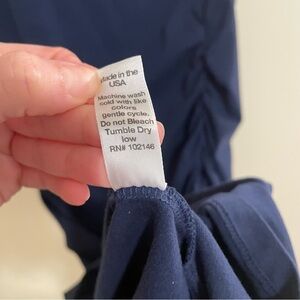 Made in the
USA
Machine wash
cold with like
colors
gentle cycle.
Do not Bleach
Tumble Dry
low
RN# 102146